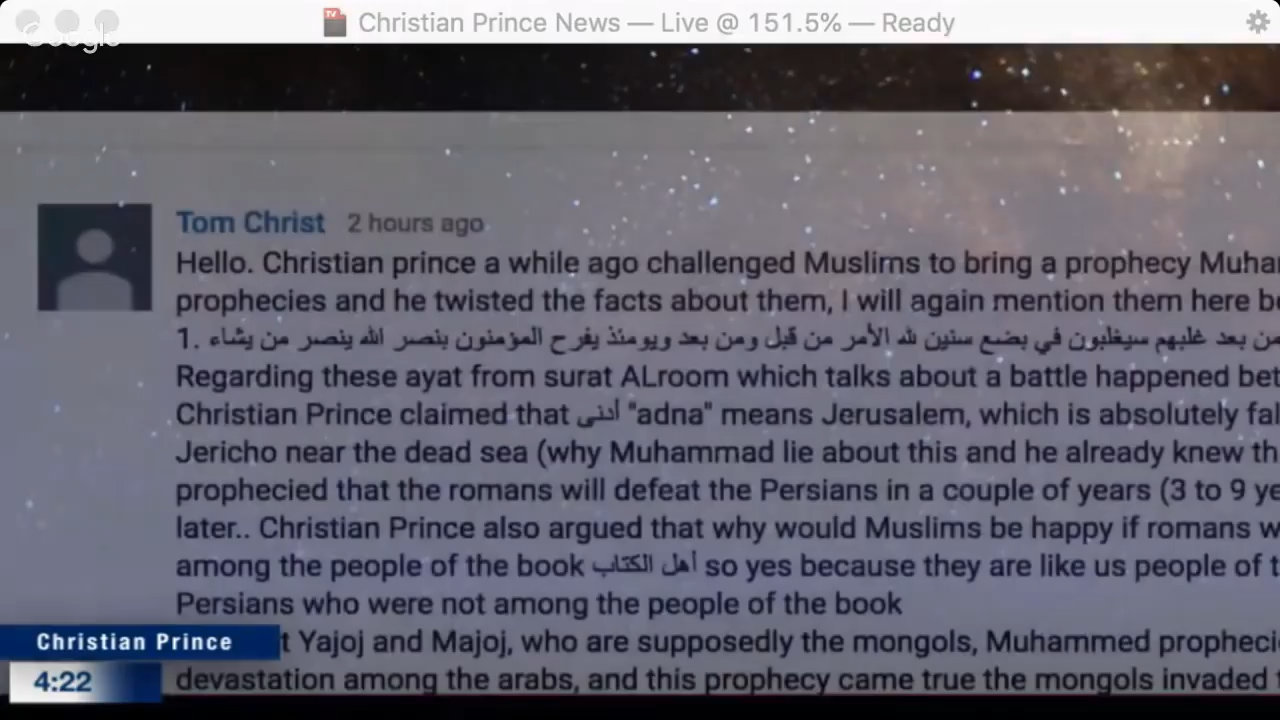 Christian Prince News — Live @ 151.5% — Ready
Google
Tom Christ 2 hours ago
Hello. Christian prince a while ago challenged Muslims to bring a prophecy Muha
prophecies and he twisted the facts about them, I will again mention them here b
1. من بعد غلبهم سيغلبون في بضع سنين لله الأمر من قبل ومن بعد ويومئذ يفرح المؤمنون بنصر الله ينصر من يشاء
Regarding these ayat from surat ALroom which talks about a battle happened bet
Christian Prince claimed that أدنى "adna" means Jerusalem, which is absolutely fal
Jericho near the dead sea (why Muhammad lie about this and he already knew th
prophecied that the romans will defeat the Persians in a couple of years (3 to 9 ye
later.. Christian Prince also argued that why would Muslims be happy if romans w
among the people of the book أهل الكتاب so yes because they are like us people of t
Persians who were not among the people of the book
t Yajoj and Majoj, who are supposedly the mongols, Muhammed propheci
devastation among the arabs, and this prophecy came true the mongols invaded
Christian Prince
4:22